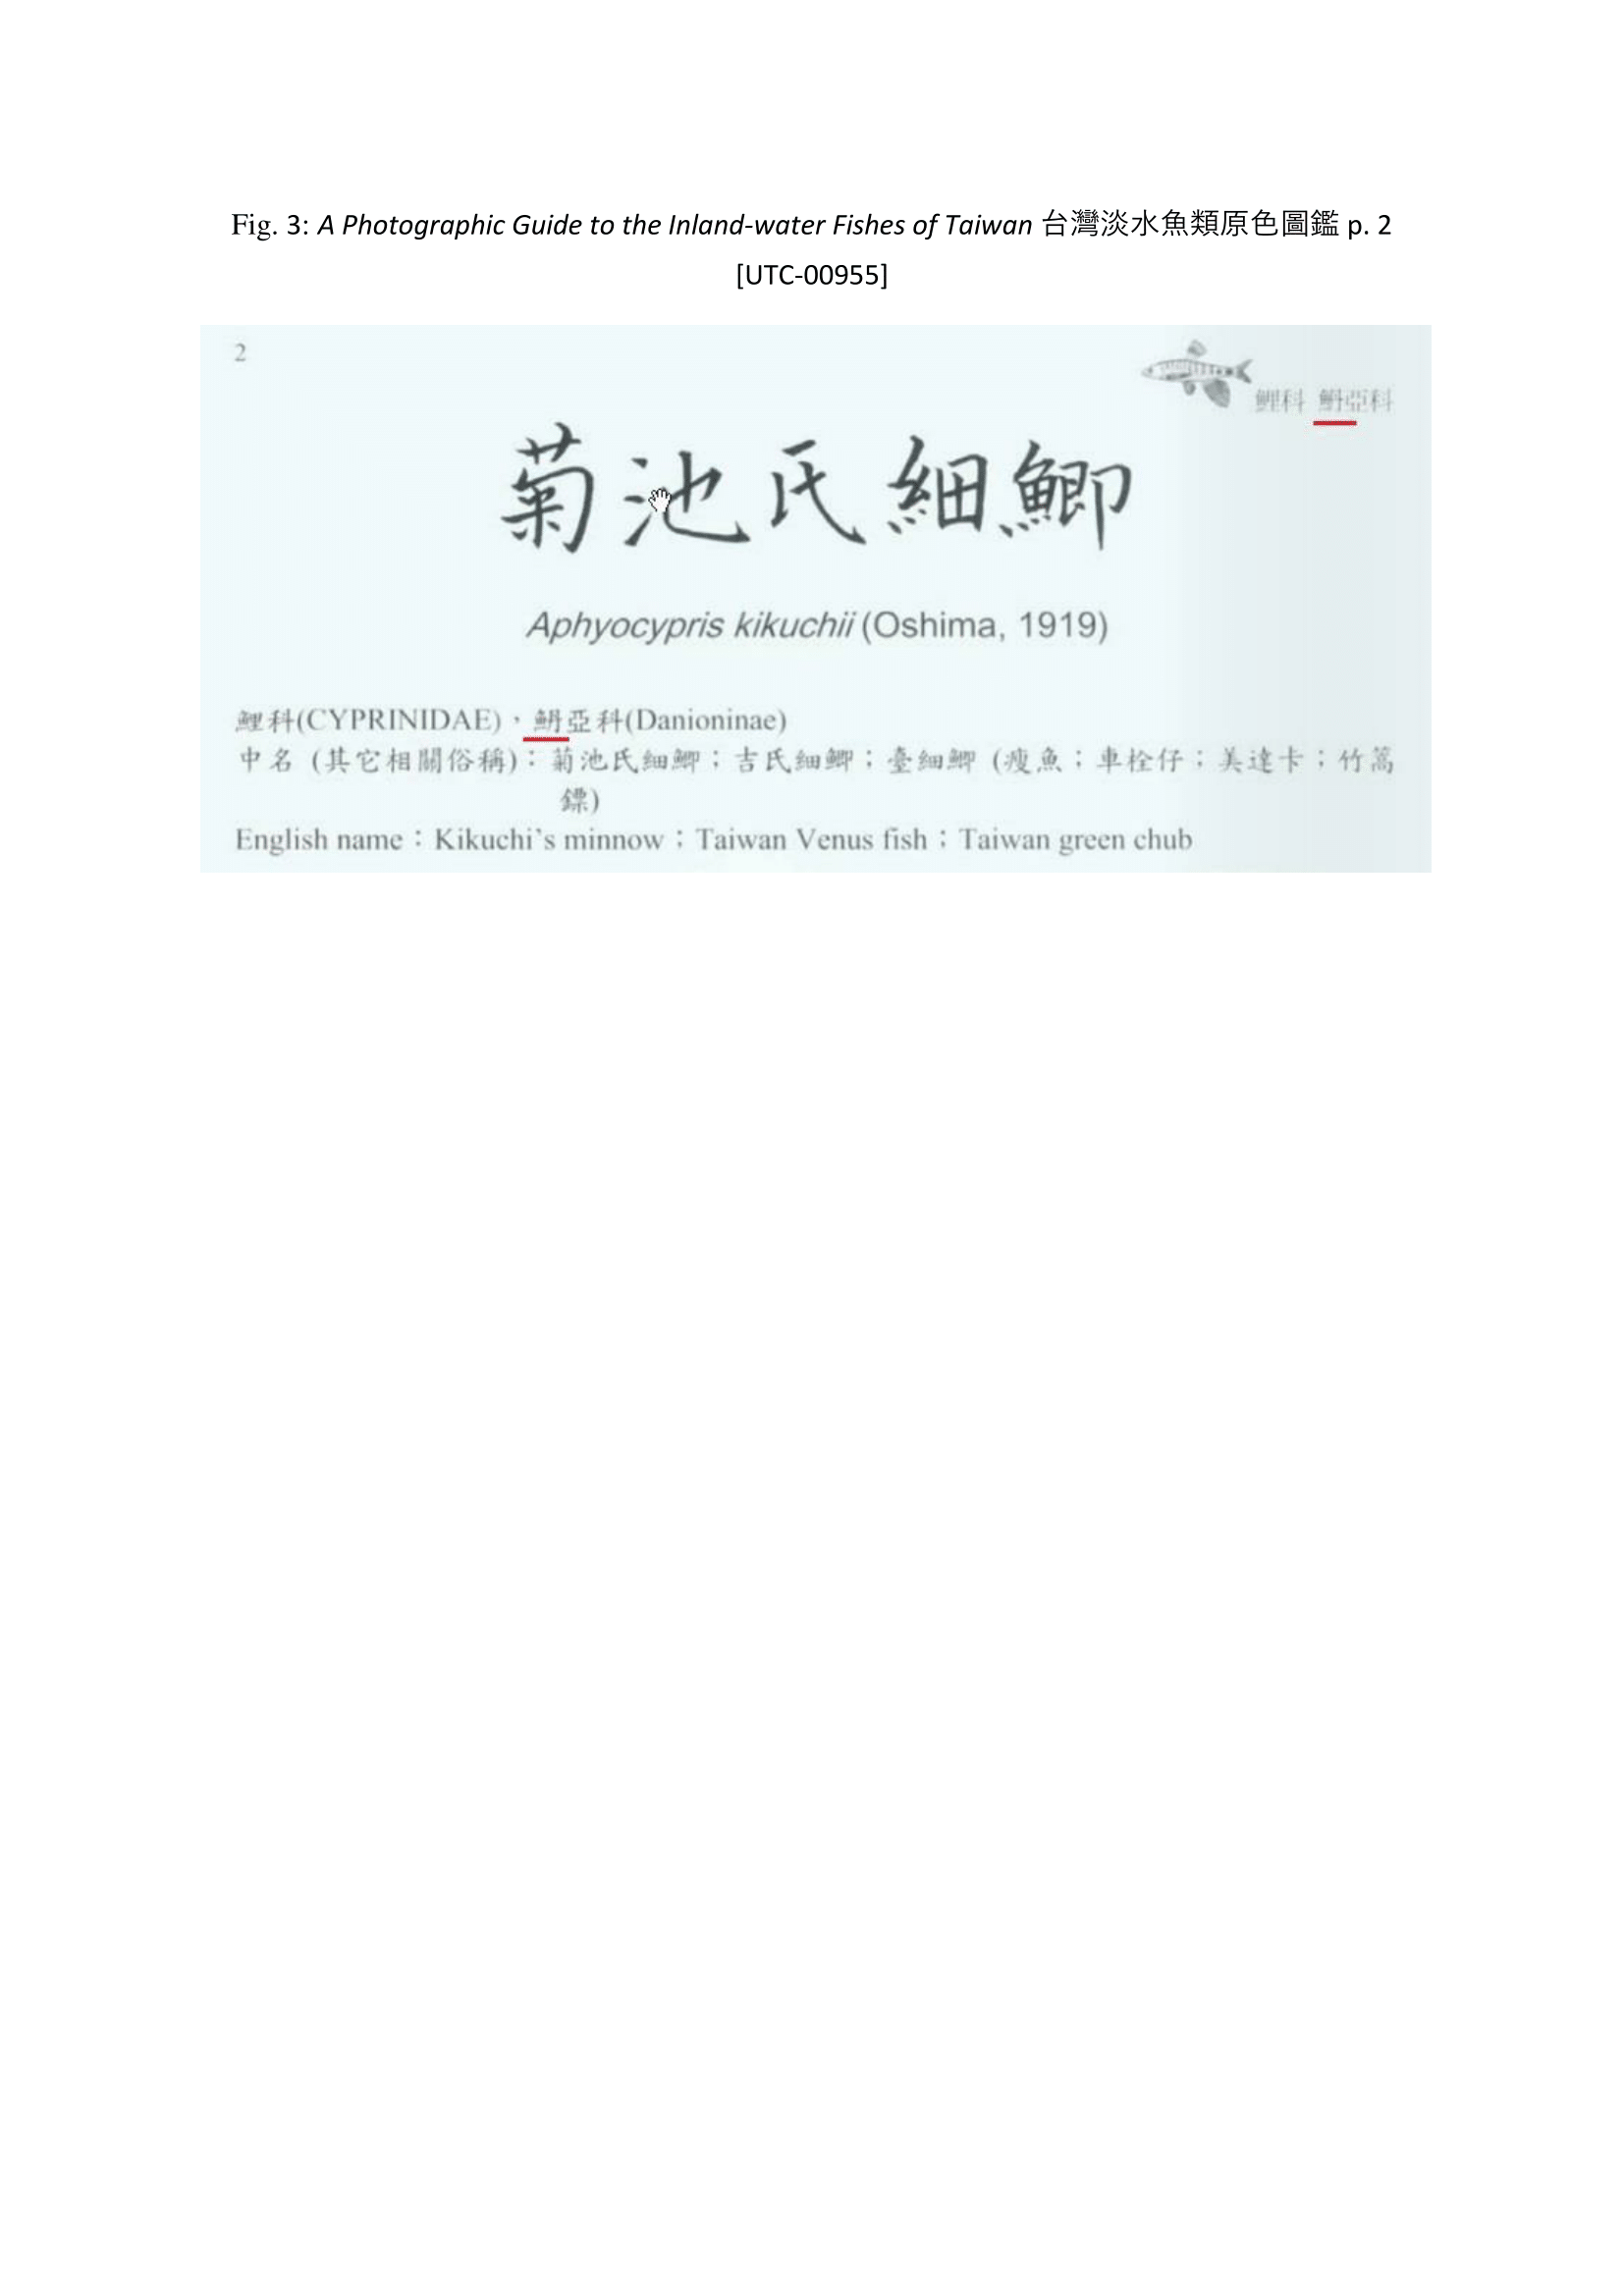 Fig. 3: A Photographic Guide to the Inland-water Fishes of Taiwan 台灣淡水魚類原色圖鑑 p. 2
[UTC-00955]
2
鯉科 鿕亞科
菊池氏細鯽
Aphyocypris kikuchii (Oshima, 1919)
鯉科(CYPRINIDAE)，鿕亞科(Danioninae)
中名 (其它相關俗稱)：菊池氏細鯽；吉氏細鯽；臺細鯽 (瘦魚；車栓仔；美達卡；竹篙
鏢)
English name：Kikuchi's minnow；Taiwan Venus fish；Taiwan green chub